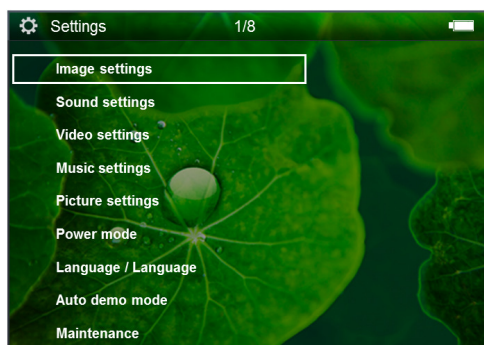 Settings 1/8
Image settings
Sound settings
Video settings
Music settings
Picture settings
Power mode
Language / Language
Auto demo mode
Maintenance